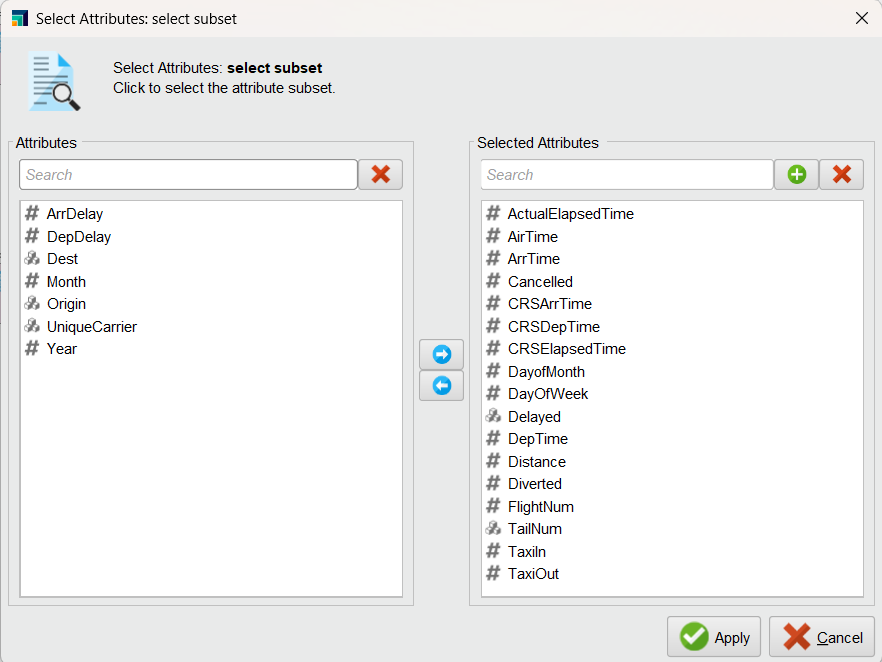 Select Attributes: select subset
Select Attributes: select subset
Click to select the attribute subset.
Attributes
Search
ArrDelay
DepDelay
Dest
Month
Origin
UniqueCarrier
Year
Selected Attributes
Search
ActualElapsedTime
AirTime
ArrTime
Cancelled
CRSArrTime
CRSDepTime
CRSElapsedTime
DayofMonth
DayOfWeek
Delayed
DepTime
Distance
Diverted
FlightNum
TailNum
TaxiIn
TaxiOut
Apply
Cancel